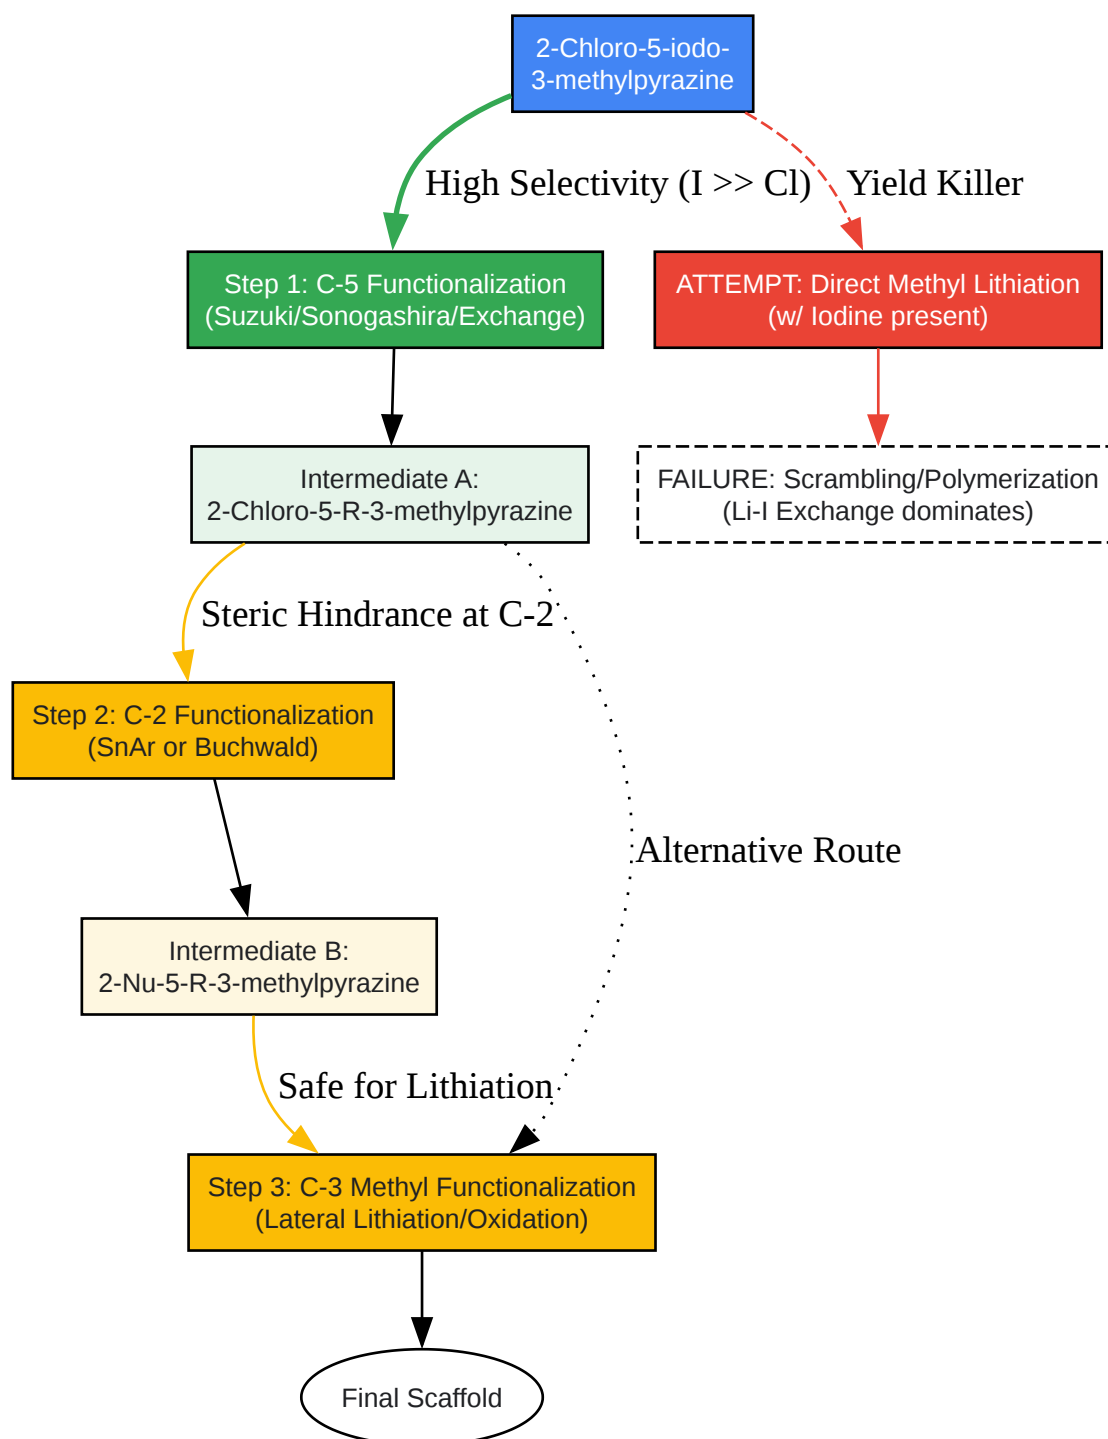 2-Chloro-5-iodo-
3-methylpyrazine
High Selectivity (I >> Cl)
Yield Killer
Step 1: C-5 Functionalization
(Suzuki/Sonogashira/Exchange)
ATTEMPT: Direct Methyl Lithiation
(w/ Iodine present)
Intermediate A:
2-Chloro-5-R-3-methylpyrazine
FAILURE: Scrambling/Polymerization
(Li-I Exchange dominates)
Steric Hindrance at C-2
Step 2: C-2 Functionalization
(SnAr or Buchwald)
Alternative Route
Intermediate B:
2-Nu-5-R-3-methylpyrazine
Safe for Lithiation
Step 3: C-3 Methyl Functionalization
(Lateral Lithiation/Oxidation)
Final Scaffold